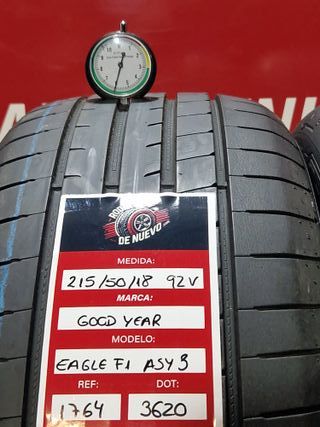 DE NUEVO
MEDIDA:
215/50/18 92V
MARCA:
GOOD YEAR
MODELO:
EAGLE F1 ASY 3
REF: DOT:
1764 3620